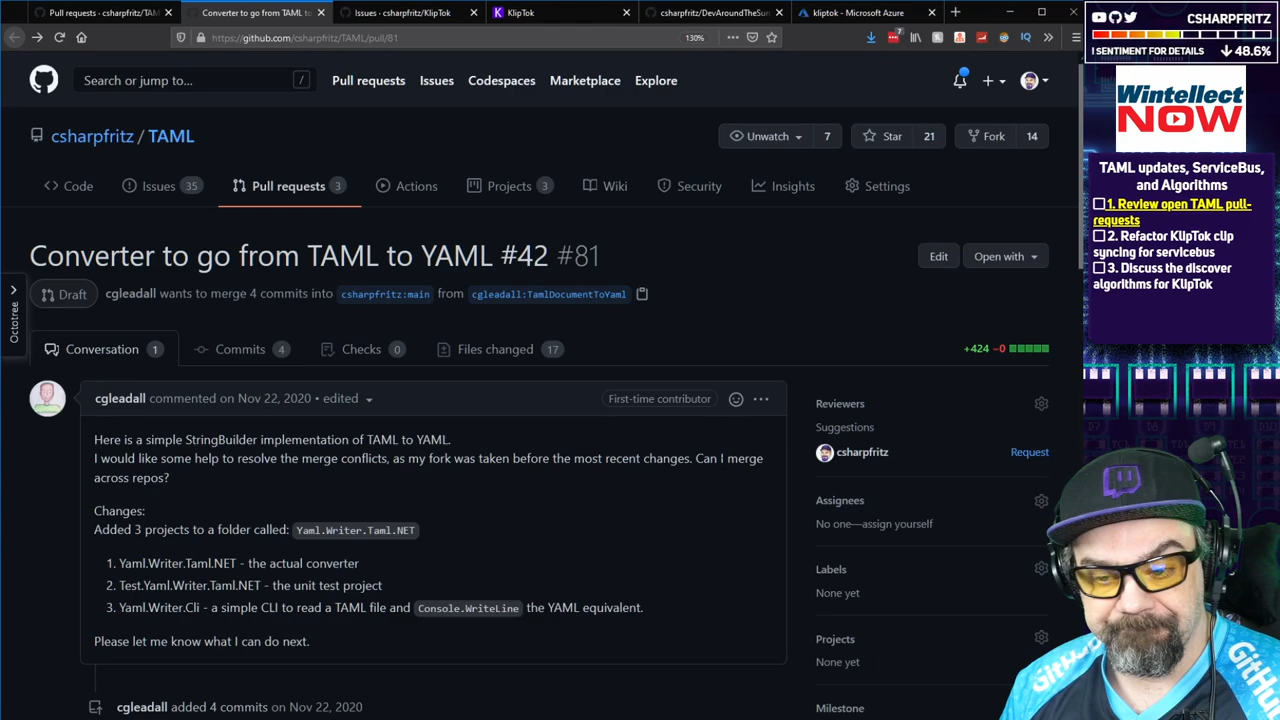 Pull requests · csharpfritz/TAM
Converter to go from TAML to
Issues · csharpfritz/KlipTok
KlipTok
csharpfritz/DevAroundTheSun
kliptok - Microsoft Azure
https://github.com/csharpfritz/TAML/pull/81
130%
7
IQ
Search or jump to...
/
Pull requests
Issues
Codespaces
Marketplace
Explore
csharpfritz / TAML
Unwatch
7
Star
21
Fork
14
Code
Issues 35
Pull requests 3
Actions
Projects 3
Wiki
Security
Insights
Settings
Converter to go from TAML to YAML #42 #81
Edit
Open with
Octotree
Draft
cgleadall wants to merge 4 commits into csharpfritz:main from cgleadall:TamlDocumentToYaml
Conversation 1
Commits 4
Checks 0
Files changed 17
+424 −0
cgleadall commented on Nov 22, 2020 • edited
First-time contributor
Here is a simple StringBuilder implementation of TAML to YAML.
I would like some help to resolve the merge conflicts, as my fork was taken before the most recent changes. Can I merge
across repos?
Changes:
Added 3 projects to a folder called: Yaml.Writer.Taml.NET
1. Yaml.Writer.Taml.NET - the actual converter
2. Test.Yaml.Writer.Taml.NET - the unit test project
3. Yaml.Writer.Cli - a simple CLI to read a TAML file and Console.WriteLine the YAML equivalent.
Please let me know what I can do next.
cgleadall added 4 commits on Nov 22, 2020
Reviewers
Suggestions
csharpfritz
Request
Assignees
No one—assign yourself
Labels
None yet
Projects
None yet
Milestone
CSHARPFRITZ
! SENTIMENT FOR DETAILS
48.6%
Wintellect
NOW
TAML updates, ServiceBus,
and Algorithms
1. Review open TAML pull-
requests
2. Refactor KlipTok clip
syncing for servicebus
3. Discuss the discover
algorithms for KlipTok
D7
D8
D9
GitHub
GitHub